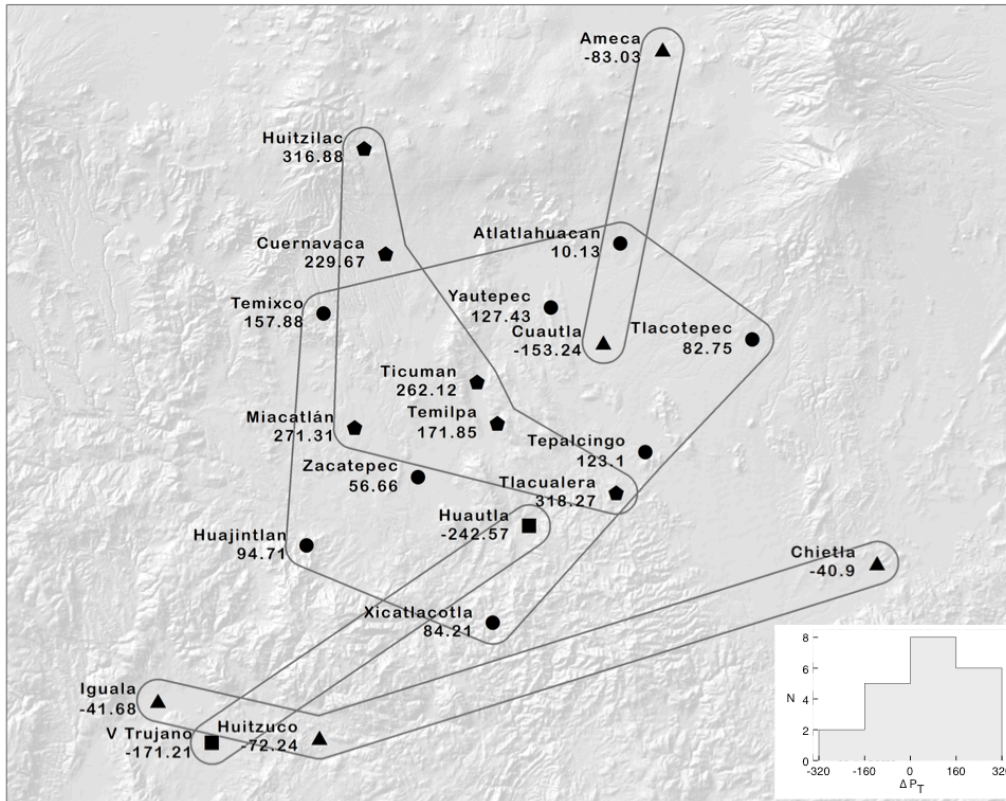 Ameca
-83.03
Huitzilac
316.88
Cuernavaca
229.67
Atlatlahuacan
10.13
Temixco
157.88
Yautepec
127.43
Cuautla
-153.24
Tlacotepec
82.75
Ticuman
262.12
Miacatlán
271.31
Temilpa
171.85
Tepalcingo
123.1
Zacatepec
56.66
Tlacualera
318.27
Huautla
-242.57
Huajintlan
94.71
Chietla
-40.9
Xicatlacotla
84.21
Iguala
-41.68
V Trujano
-171.21
Huitzuco
-72.24
8
6
N 4
2
0
-320 -160 0 160 320
Δ P_T